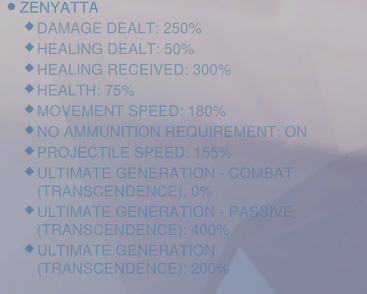 ZENYATTA
DAMAGE DEALT: 250%
HEALING DEALT: 50%
HEALING RECEIVED: 300%
HEALTH: 75%
MOVEMENT SPEED: 180%
NO AMMUNITION REQUIREMENT: ON
PROJECTILE SPEED: 155%
ULTIMATE GENERATION - COMBAT
(TRANSCENDENCE): 0%
ULTIMATE GENERATION - PASSIVE
(TRANSCENDENCE): 400%
ULTIMATE GENERATION
(TRANSCENDENCE): 200%